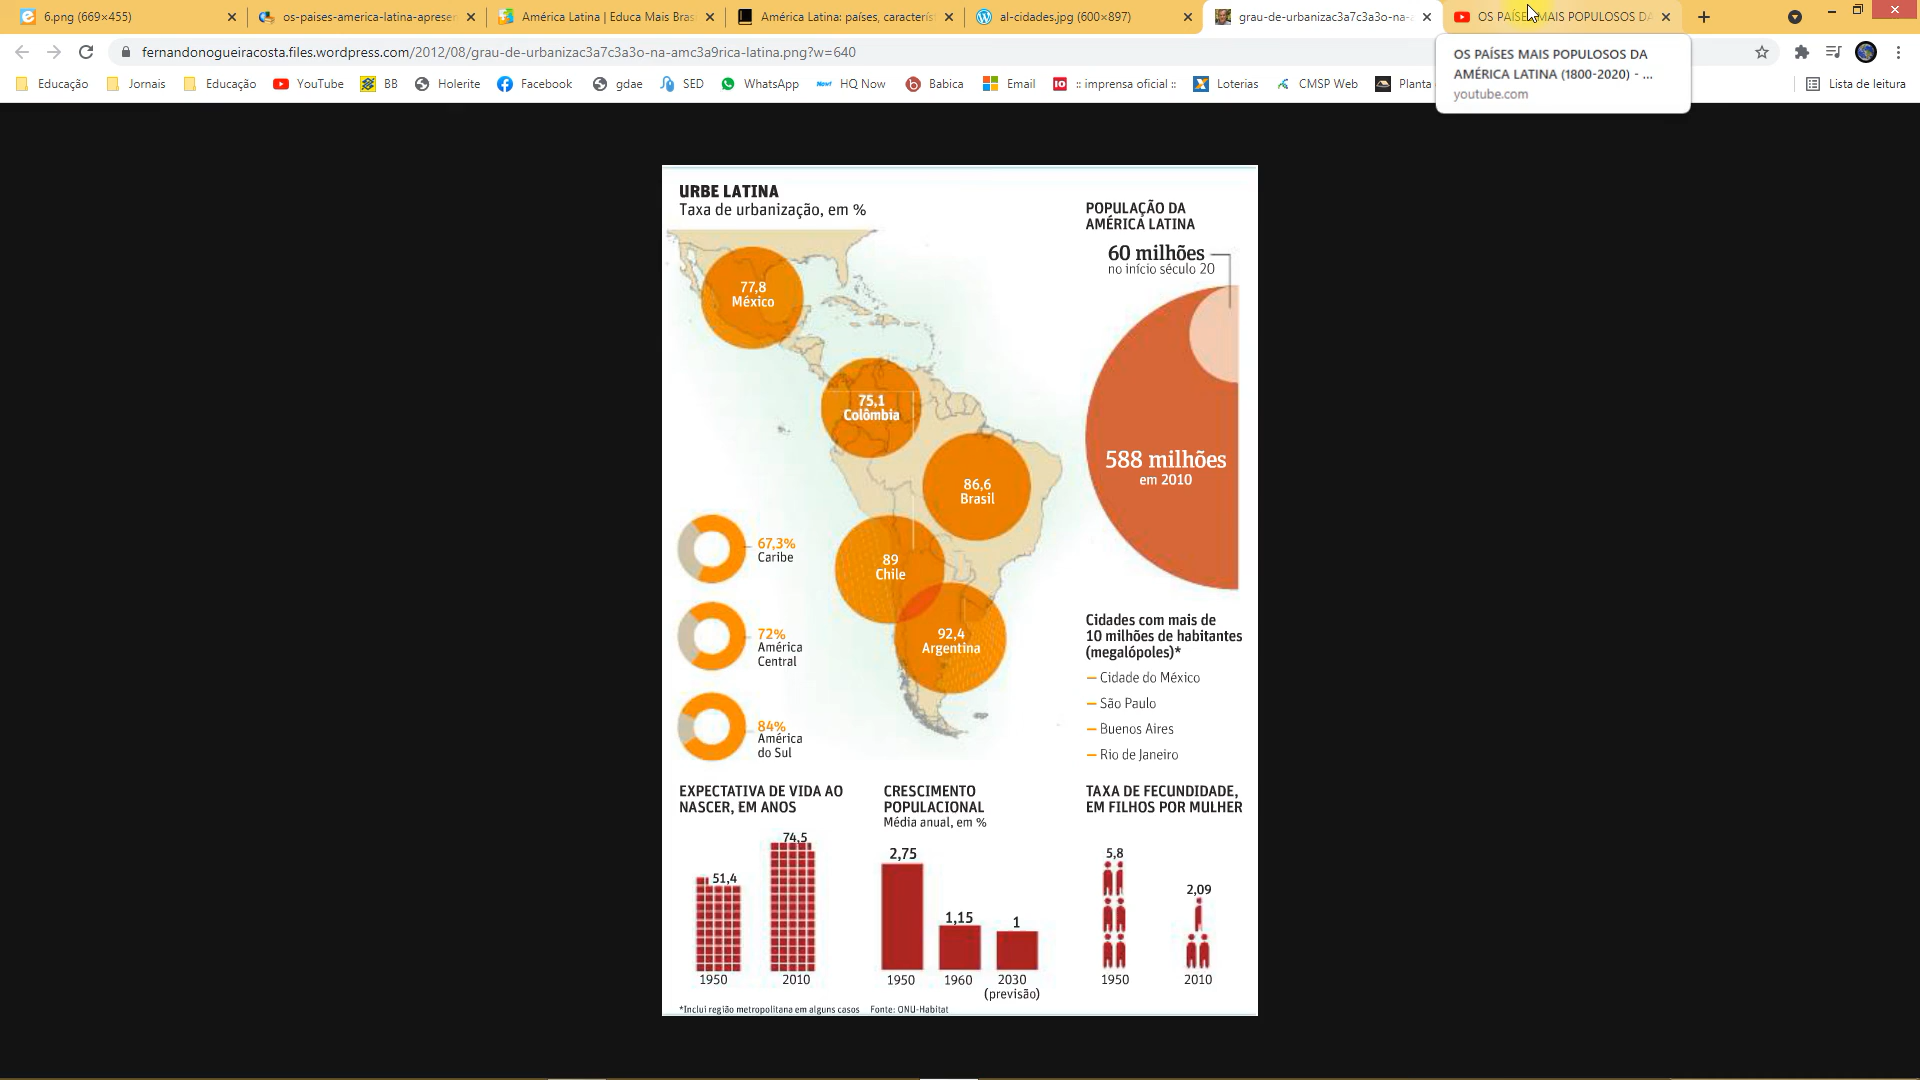 6.png (669×455)
os-paises-america-latina-apresen
América Latina | Educa Mais Bras
América Latina: países, caracterís
al-cidades.jpg (600×897)
grau-de-urbanizac3a7c3a3o-na-
OS PAÍSES MAIS POPULOSOS DA
fernandonogueiracosta.files.wordpress.com/2012/08/grau-de-urbanizac3a7c3a3o-na-amc3a9rica-latina.png?w=640
Educação
Jornais
Educação
YouTube
BB
Holerite
Facebook
gdae
SED
WhatsApp
HQ Now
Babica
Email
:: imprensa oficial ::
Loterias
CMSP Web
Planta
Lista de leitura
OS PAÍSES MAIS POPULOSOS DA
AMÉRICA LATINA (1800-2020) - ...
youtube.com
URBE LATINA
Taxa de urbanização, em %
77,8
México
75,1
Colômbia
86,6
Brasil
89
Chile
92,4
Argentina
67,3%
Caribe
72%
América
Central
84%
América
do Sul
POPULAÇÃO DA
AMÉRICA LATINA
60 milhões
no início século 20
588 milhões
em 2010
Cidades com mais de
10 milhões de habitantes
(megalópoles)*
Cidade do México
São Paulo
Buenos Aires
Rio de Janeiro
EXPECTATIVA DE VIDA AO
NASCER, EM ANOS
51,4
74,5
1950
2010
CRESCIMENTO
POPULACIONAL
Média anual, em %
2,75
1,15
1
1950
1960
2030
(previsão)
TAXA DE FECUNDIDADE,
EM FILHOS POR MULHER
5,8
2,09
1950
2010
*Inclui região metropolitana em alguns casos
Fonte: ONU-Habitat